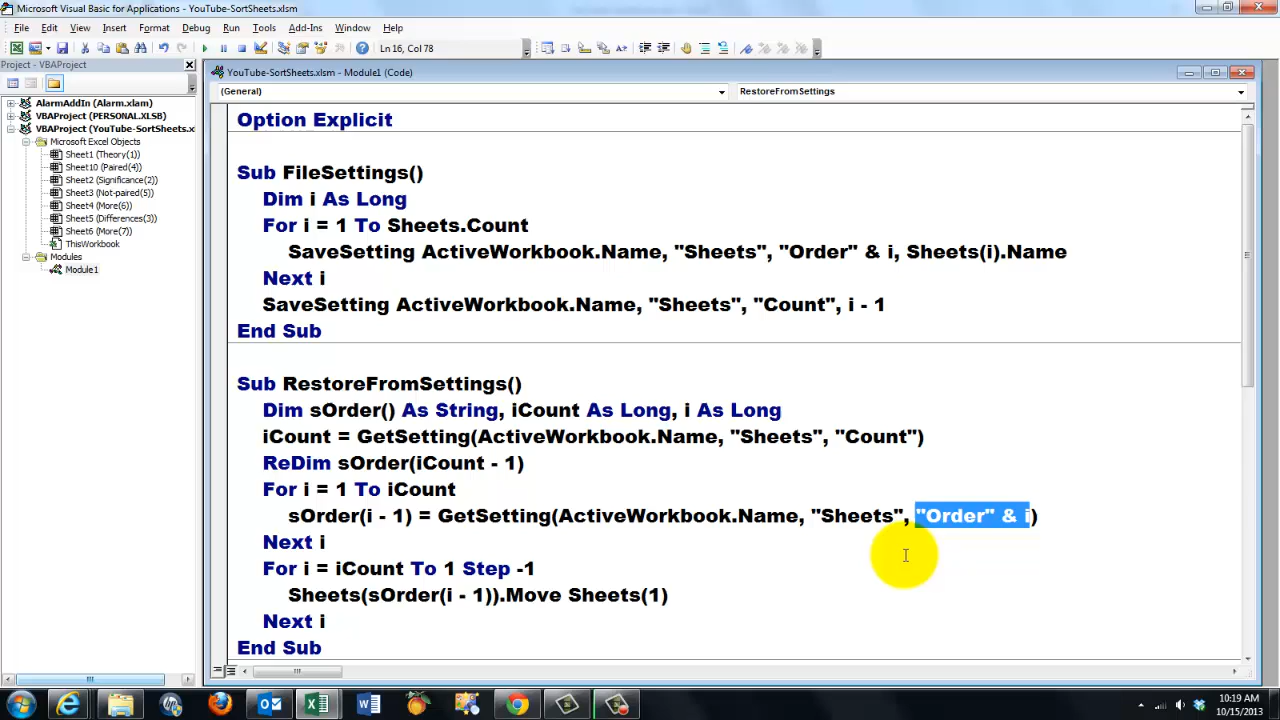 Microsoft Visual Basic for Applications - YouTube-SortSheets.xlsm
File Edit View Insert Format Debug Run Tools Add-Ins Window Help
Ln 16, Col 78
Project - VBAProject
YouTube-SortSheets.xlsm - Module1 (Code)
(General) RestoreFromSettings
AlarmAddIn (Alarm.xlam)
VBAProject (PERSONAL.XLSB)
VBAProject (YouTube-SortSheets.x
Microsoft Excel Objects
Sheet1 (Theory(1))
Sheet10 (Paired(4))
Sheet2 (Significance(2))
Sheet3 (Not-paired(5))
Sheet4 (More(6))
Sheet5 (Differences(3))
Sheet6 (More(7))
ThisWorkbook
Modules
Module1
Option Explicit
Sub FileSettings()
Dim i As Long
For i = 1 To Sheets.Count
SaveSetting ActiveWorkbook.Name, "Sheets", "Order" & i, Sheets(i).Name
Next i
SaveSetting ActiveWorkbook.Name, "Sheets", "Count", i - 1
End Sub
Sub RestoreFromSettings()
Dim sOrder() As String, iCount As Long, i As Long
iCount = GetSetting(ActiveWorkbook.Name, "Sheets", "Count")
ReDim sOrder(iCount - 1)
For i = 1 To iCount
sOrder(i - 1) = GetSetting(ActiveWorkbook.Name, "Sheets", "Order" & i)
Next i
For i = iCount To 1 Step -1
Sheets(sOrder(i - 1)).Move Sheets(1)
Next i
End Sub
10:19 AM
10/15/2013